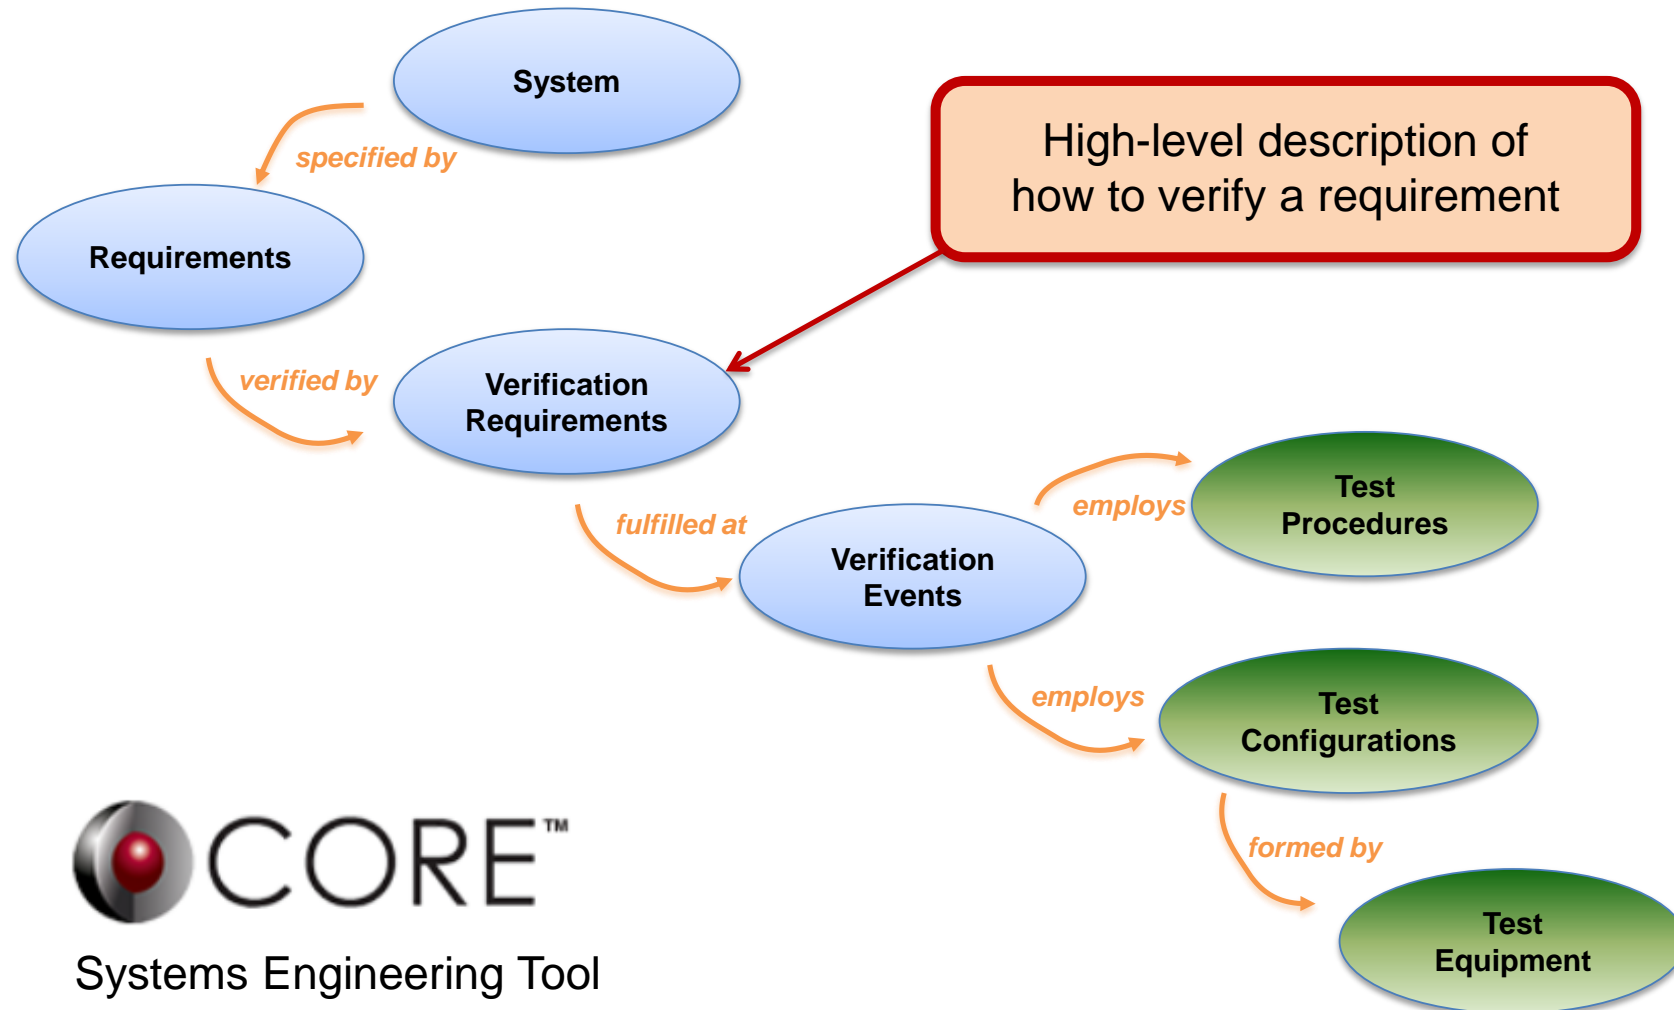 System
specified by
High-level description of
how to verify a requirement
Requirements
verified by
Verification
Requirements
fulfilled at
employs
Test
Procedures
Verification
Events
employs
Test
Configurations
formed by
Test
Equipment
CORE™
Systems Engineering Tool